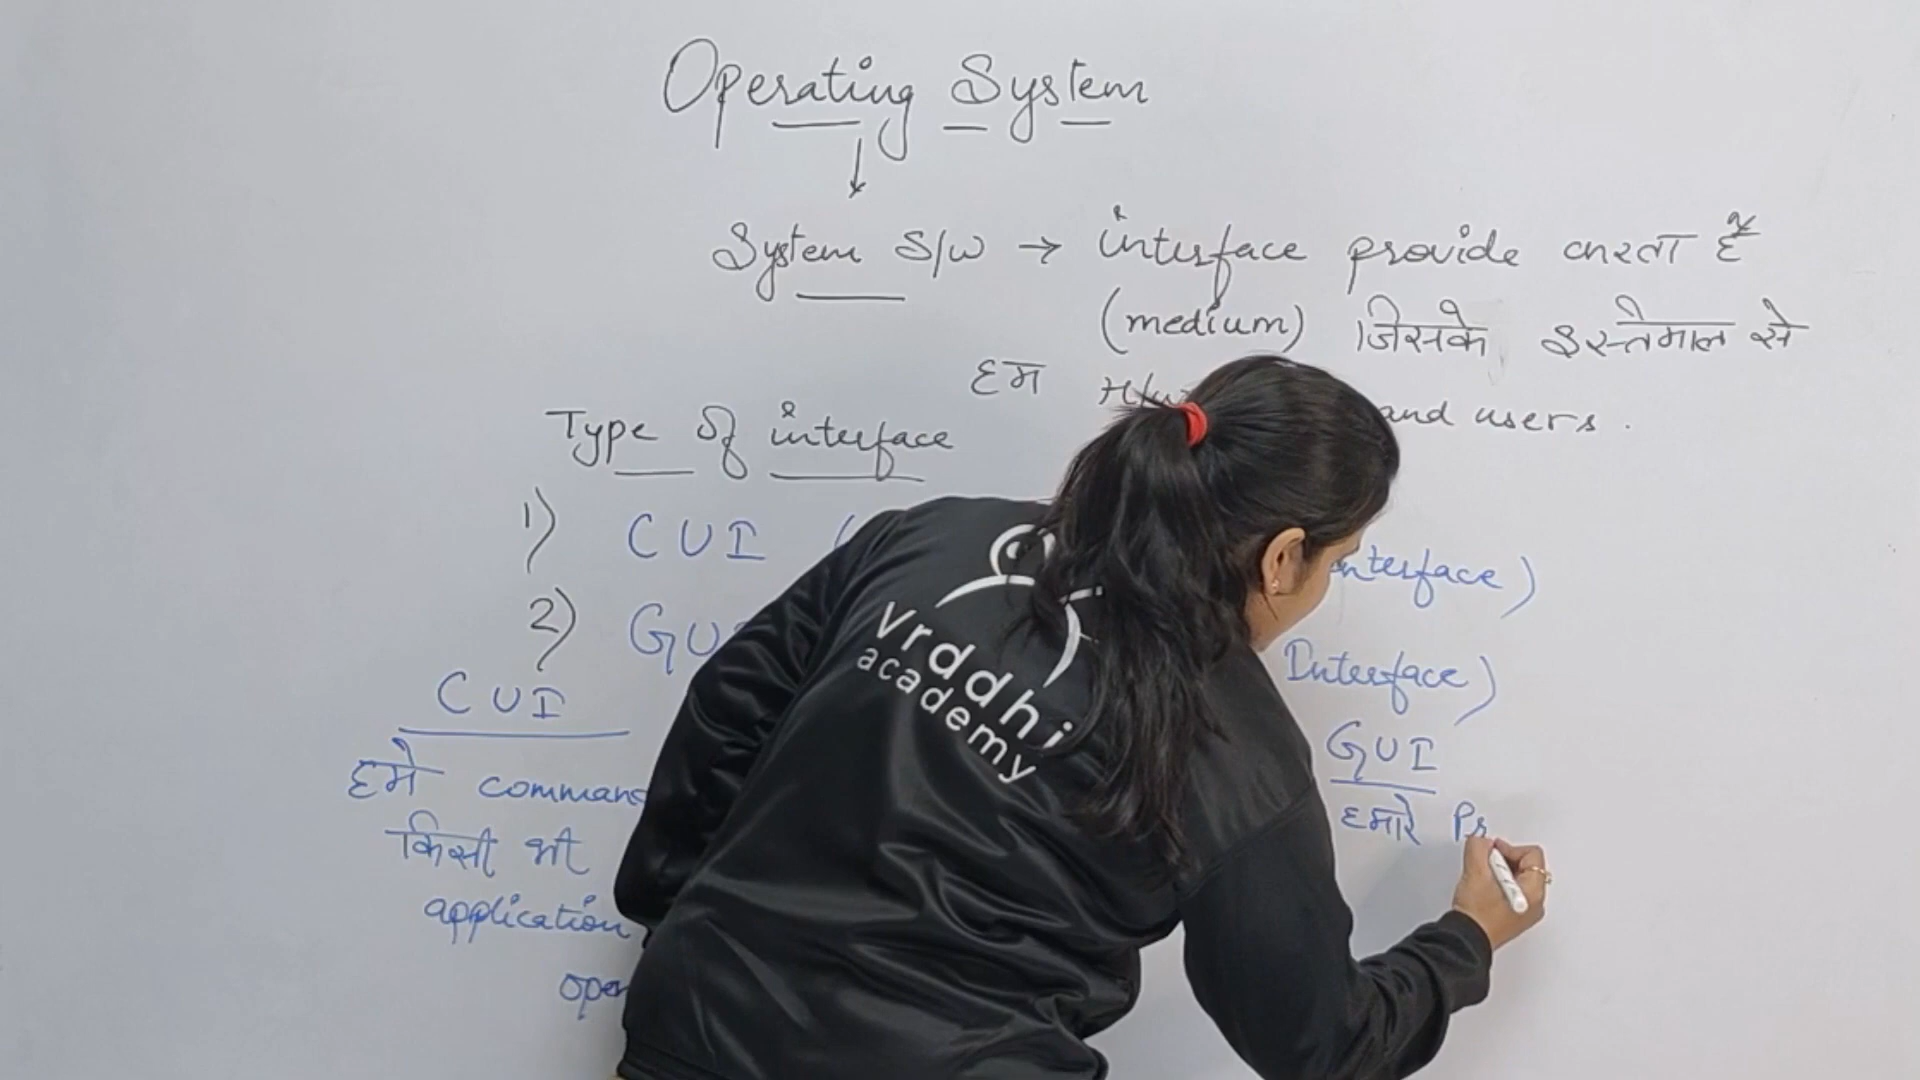 Operating System
System S/W → interface provide करता है
(medium) जिसके इस्तेमाल से
हम H/w and users.
Type of interface
1) CUI ( Interface)
2) GUI Interface)
CUI
हमे command
किसी भी
application
open
GUI
हमारे Pr
vrddhi
academy